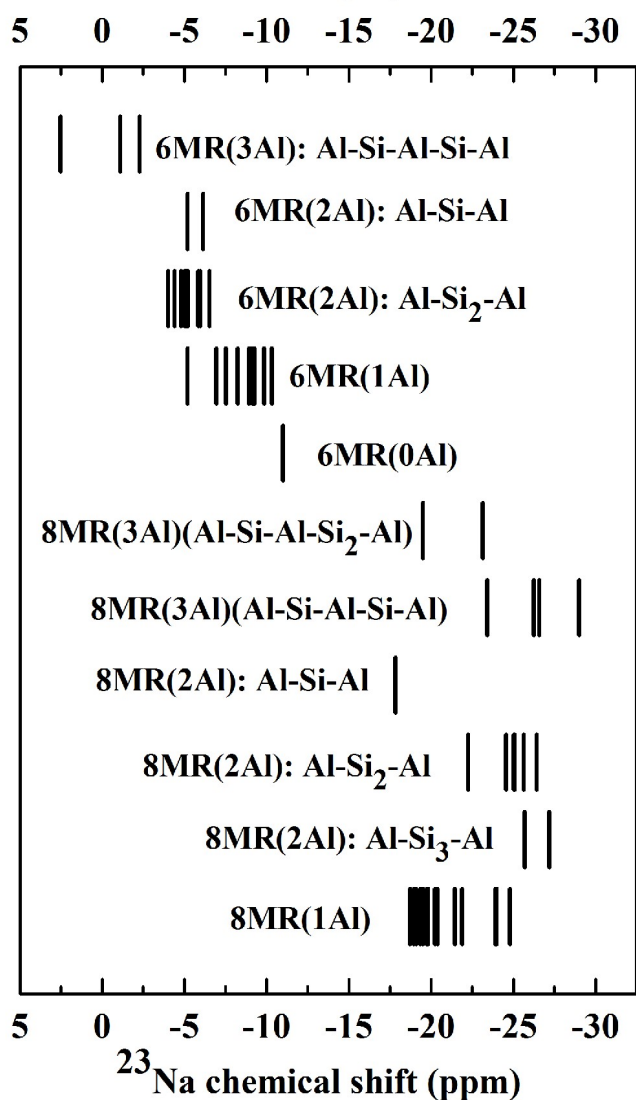 5 0 -5 -10 -15 -20 -25 -30
6MR(3Al): Al-Si-Al-Si-Al
6MR(2Al): Al-Si-Al
6MR(2Al): Al-Si₂-Al
6MR(1Al)
6MR(0Al)
8MR(3Al)(Al-Si-Al-Si₂-Al)
8MR(3Al)(Al-Si-Al-Si-Al)
8MR(2Al): Al-Si-Al
8MR(2Al): Al-Si₂-Al
8MR(2Al): Al-Si₃-Al
8MR(1Al)
5 0 -5 -10 -15 -20 -25 -30
²³Na chemical shift (ppm)